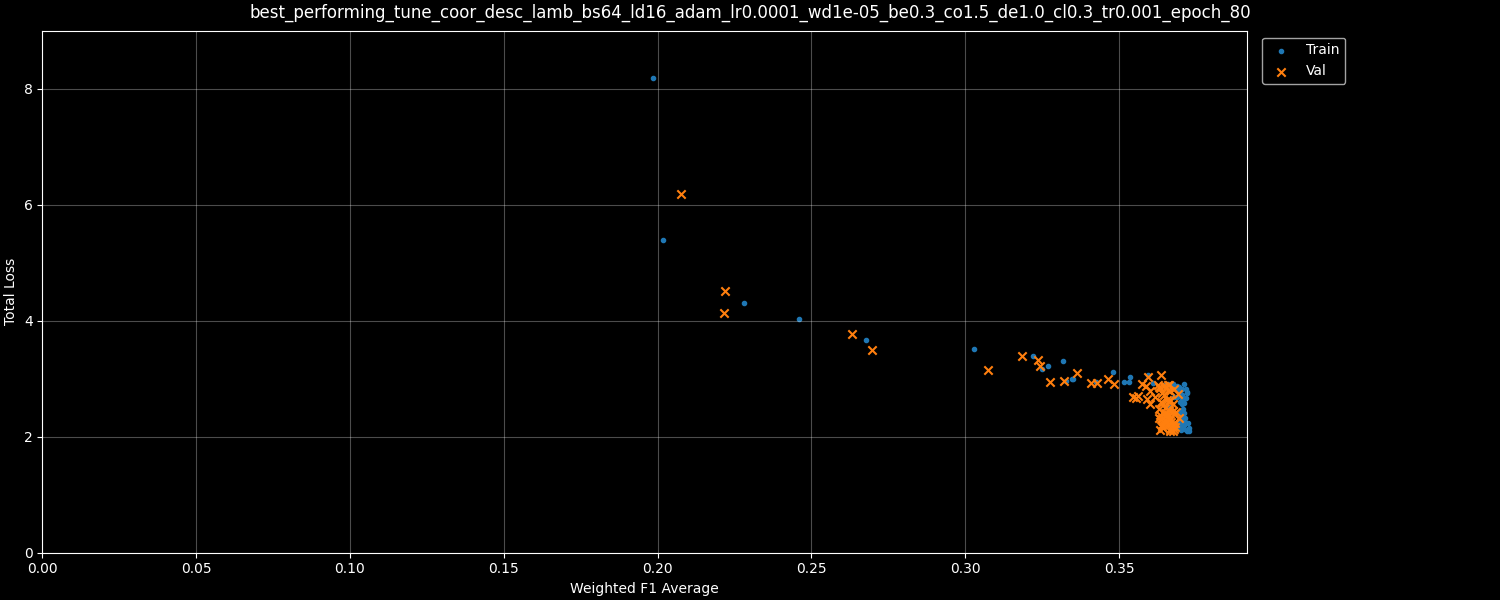 best_performing_tune_coor_desc_lamb_bs64_ld16_adam_lr0.0001_wd1e-05_be0.3_co1.5_de1.0_cl0.3_tr0.001_epoch_80
Train
Val
8
6
4
2
0
Total Loss
0.00 0.05 0.10 0.15 0.20 0.25 0.30 0.35
Weighted F1 Average